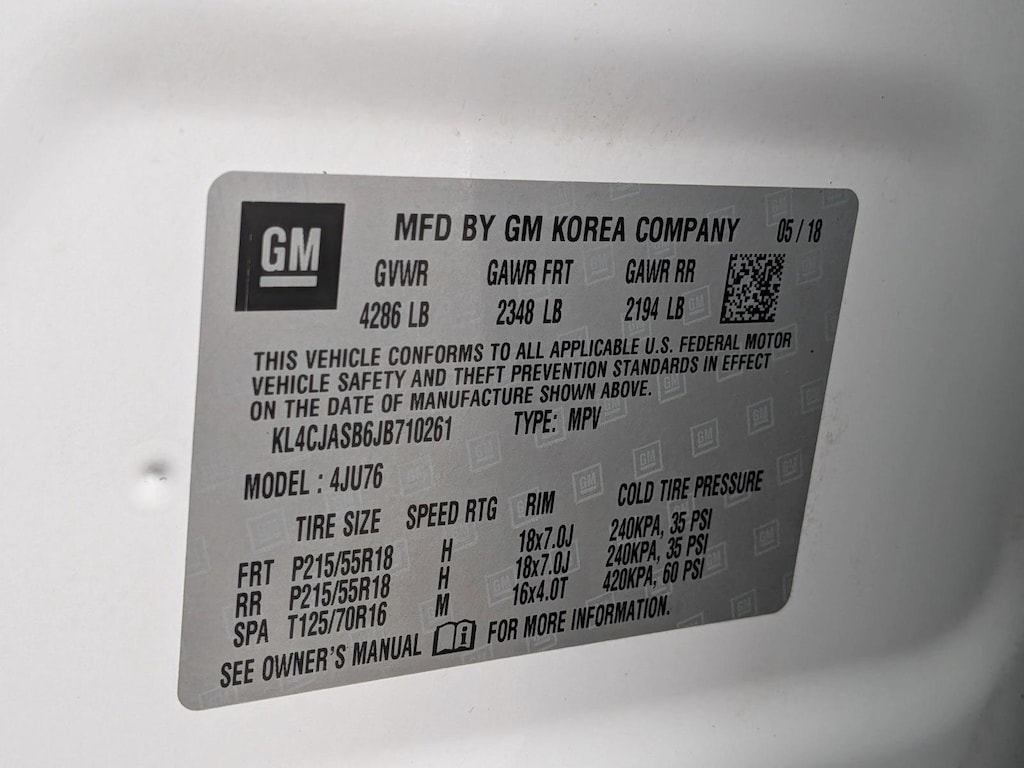 GM
MFD BY GM KOREA COMPANY 05/18
GVWR GAWR FRT GAWR RR
4286 LB 2348 LB 2194 LB
THIS VEHICLE CONFORMS TO ALL APPLICABLE U.S. FEDERAL MOTOR
VEHICLE SAFETY AND THEFT PREVENTION STANDARDS IN EFFECT
ON THE DATE OF MANUFACTURE SHOWN ABOVE.
KL4CJASB6JB710261 TYPE: MPV
MODEL : 4JU76
TIRE SIZE SPEED RTG RIM COLD TIRE PRESSURE
FRT P215/55R18 H 18x7.0J 240KPA, 35 PSI
RR P215/55R18 H 18x7.0J 240KPA, 35 PSI
SPA T125/70R16 M 16x4.0T 420KPA, 60 PSI
SEE OWNER'S MANUAL FOR MORE INFORMATION.